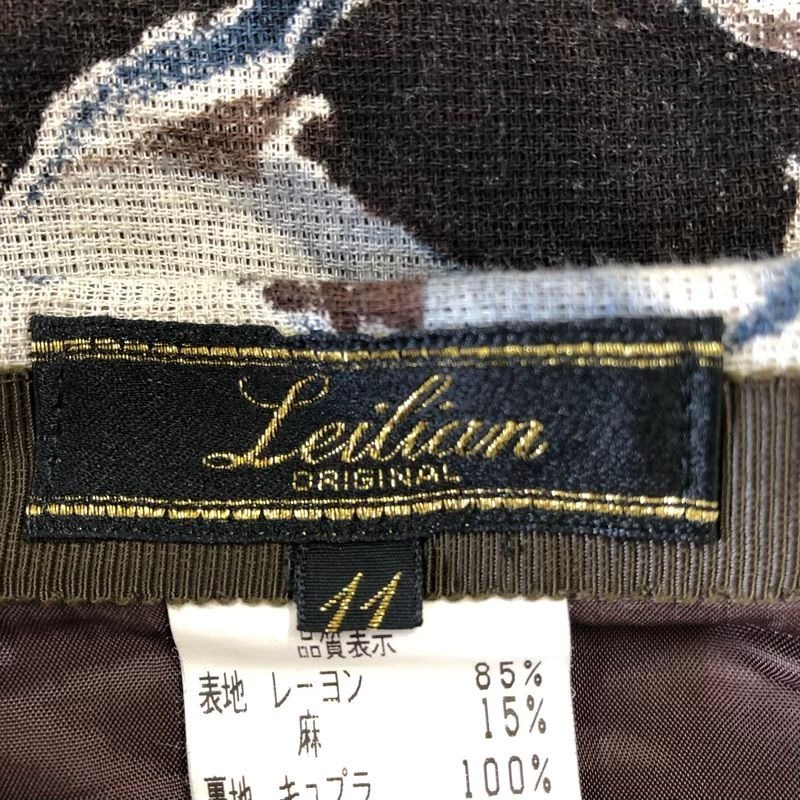 Leilian
ORIGINAL
11
品質表示
表地 レーヨン 85%
麻 15%
裏地 キュプラ 100%